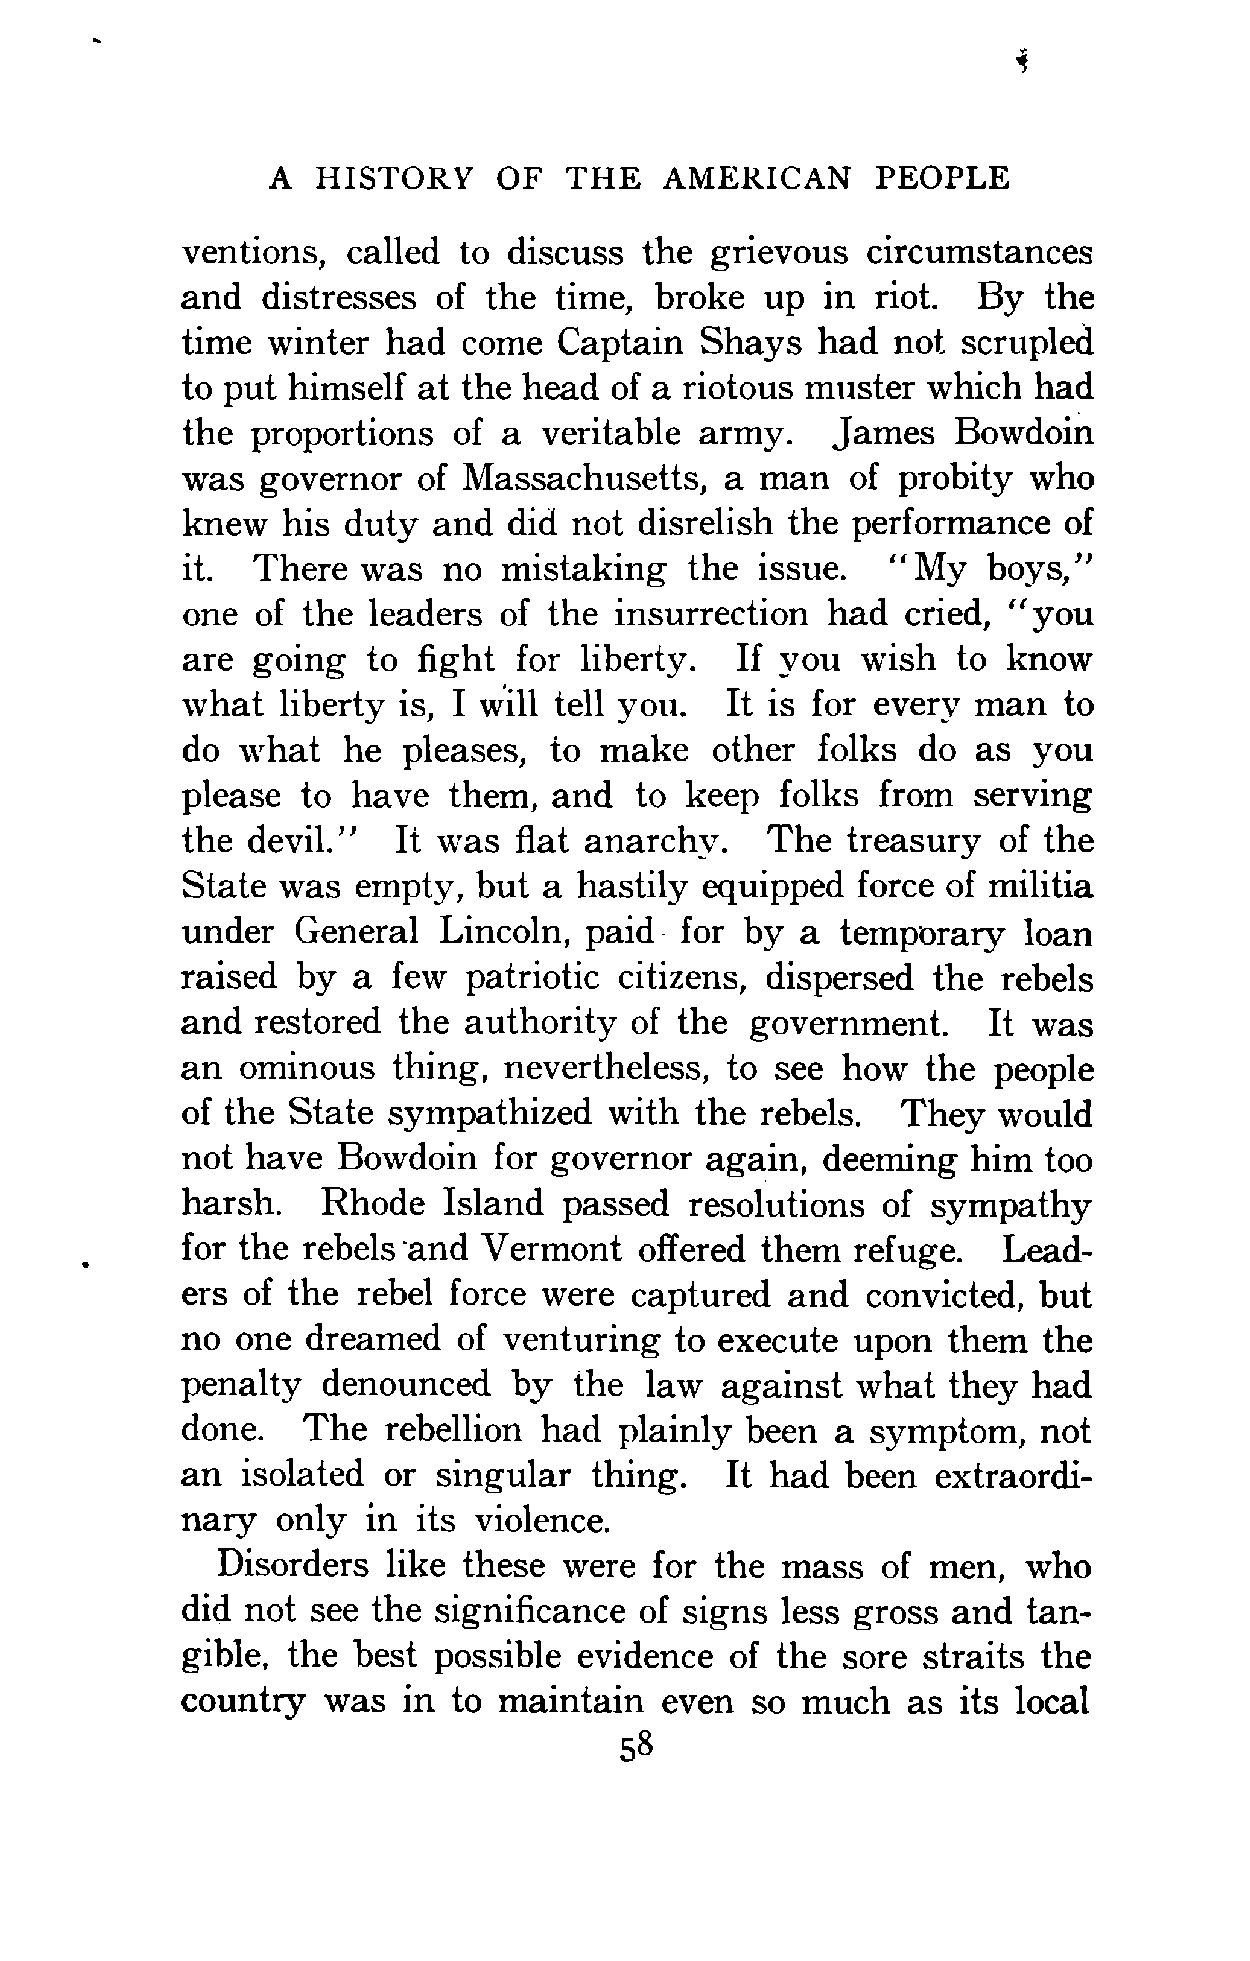 A HISTORY OF THE AMERICAN PEOPLE
ventions, called to discuss the grievous circumstances
and distresses of the time, broke up in riot. By the
time winter had come Captain Shays had not scrupled
to put himself at the head of a riotous muster which had
the proportions of a veritable army. James Bowdoin
was governor of Massachusetts, a man of probity who
knew his duty and did not disrelish the performance of
it. There was no mistaking the issue. "My boys,"
one of the leaders of the insurrection had cried, "you
are going to fight for liberty. If you wish to know
what liberty is, I will tell you. It is for every man to
do what he pleases, to make other folks do as you
please to have them, and to keep folks from serving
the devil." It was flat anarchy. The treasury of the
State was empty, but a hastily equipped force of militia
under General Lincoln, paid for by a temporary loan
raised by a few patriotic citizens, dispersed the rebels
and restored the authority of the government. It was
an ominous thing, nevertheless, to see how the people
of the State sympathized with the rebels. They would
not have Bowdoin for governor again, deeming him too
harsh. Rhode Island passed resolutions of sympathy
for the rebels and Vermont offered them refuge. Lead-
ers of the rebel force were captured and convicted, but
no one dreamed of venturing to execute upon them the
penalty denounced by the law against what they had
done. The rebellion had plainly been a symptom, not
an isolated or singular thing. It had been extraordi-
nary only in its violence.
Disorders like these were for the mass of men, who
did not see the significance of signs less gross and tan-
gible, the best possible evidence of the sore straits the
country was in to maintain even so much as its local
58